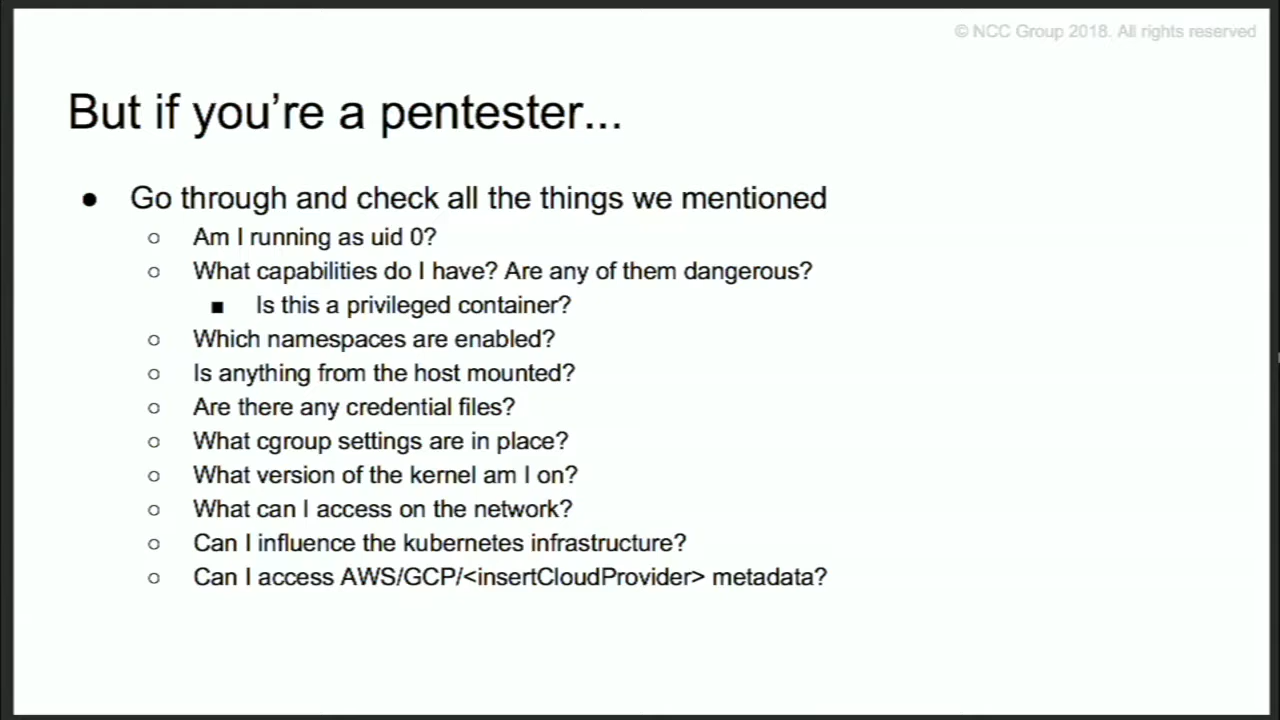 © NCC Group 2018. All rights reserved
But if you're a pentester...
● Go through and check all the things we mentioned
○ Am I running as uid 0?
○ What capabilities do I have? Are any of them dangerous?
■ Is this a privileged container?
○ Which namespaces are enabled?
○ Is anything from the host mounted?
○ Are there any credential files?
○ What cgroup settings are in place?
○ What version of the kernel am I on?
○ What can I access on the network?
○ Can I influence the kubernetes infrastructure?
○ Can I access AWS/GCP/<insertCloudProvider> metadata?